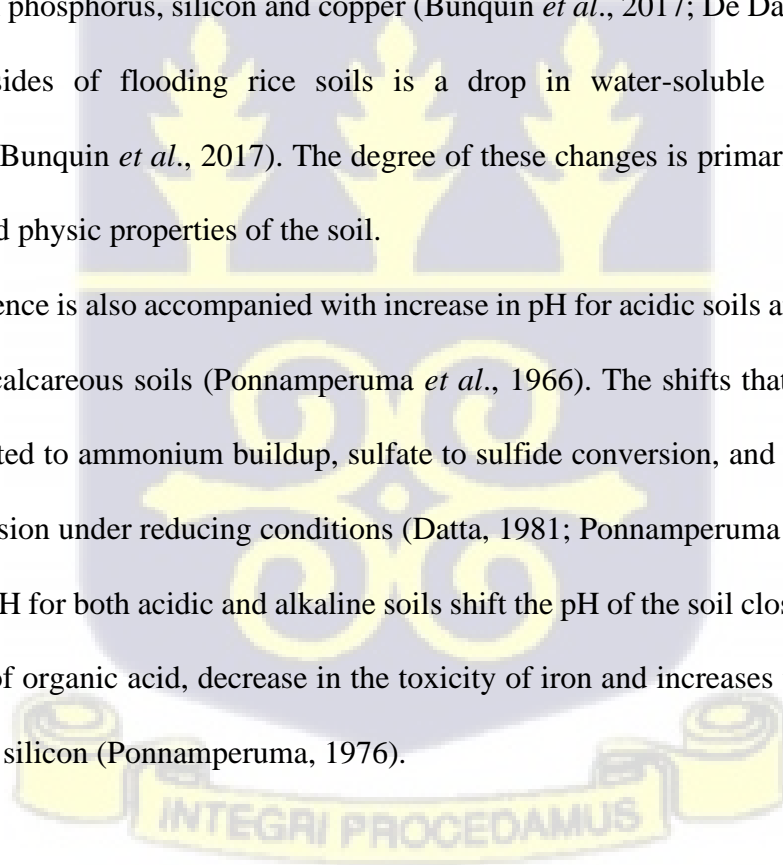 phosphorus, silicon and copper (Bunquin et al., 2017; De Da
sides of flooding rice soils is a drop in water-soluble
Bunquin et al., 2017). The degree of these changes is primar
d physic properties of the soil.
ence is also accompanied with increase in pH for acidic soils a
calcareous soils (Ponnamperuma et al., 1966). The shifts that
ted to ammonium buildup, sulfate to sulfide conversion, and
sion under reducing conditions (Datta, 1981; Ponnamperuma
H for both acidic and alkaline soils shift the pH of the soil clos
of organic acid, decrease in the toxicity of iron and increases
silicon (Ponnamperuma, 1976).
INTEGRI PROCEDAMUS